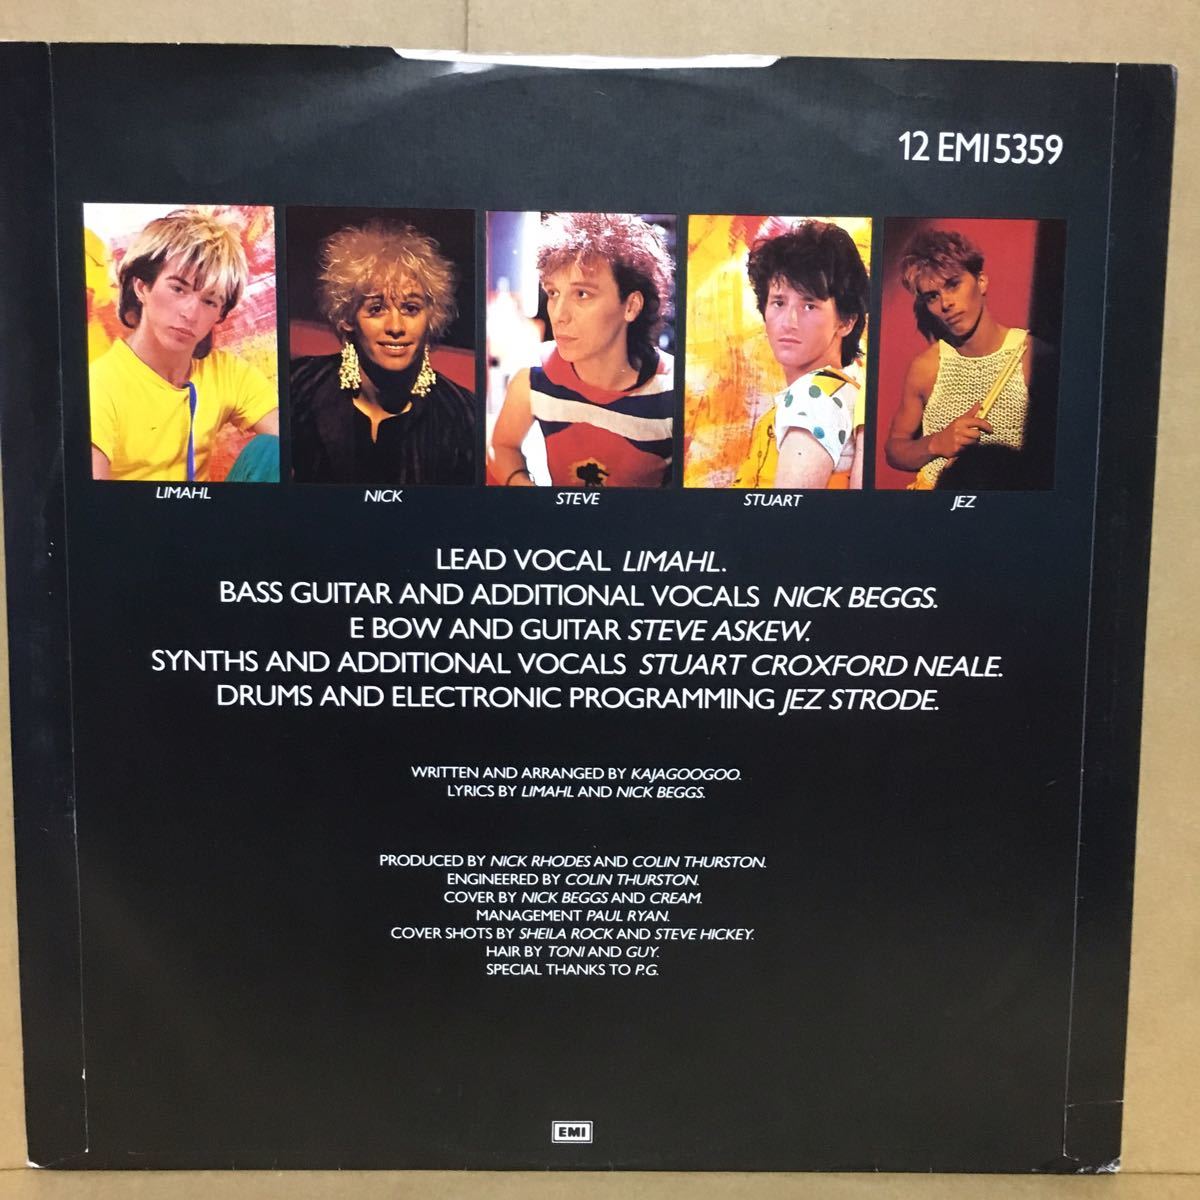 12 EMI 5359
LIMAHL
NICK
STEVE
STUART
JEZ
LEAD VOCAL LIMAHL.
BASS GUITAR AND ADDITIONAL VOCALS NICK BEGGS.
E BOW AND GUITAR STEVE ASKEW.
SYNTHS AND ADDITIONAL VOCALS STUART CROXFORD NEALE.
DRUMS AND ELECTRONIC PROGRAMMING JEZ STRODE.
WRITTEN AND ARRANGED BY KAJAGOOGOO.
LYRICS BY LIMAHL AND NICK BEGGS.
PRODUCED BY NICK RHODES AND COLIN THURSTON.
ENGINEERED BY COLIN THURSTON.
COVER BY NICK BEGGS AND CREAM.
MANAGEMENT PAUL RYAN.
COVER SHOTS BY SHEILA ROCK AND STEVE HICKEY.
HAIR BY TONI AND GUY.
SPECIAL THANKS TO P.G.
EMI